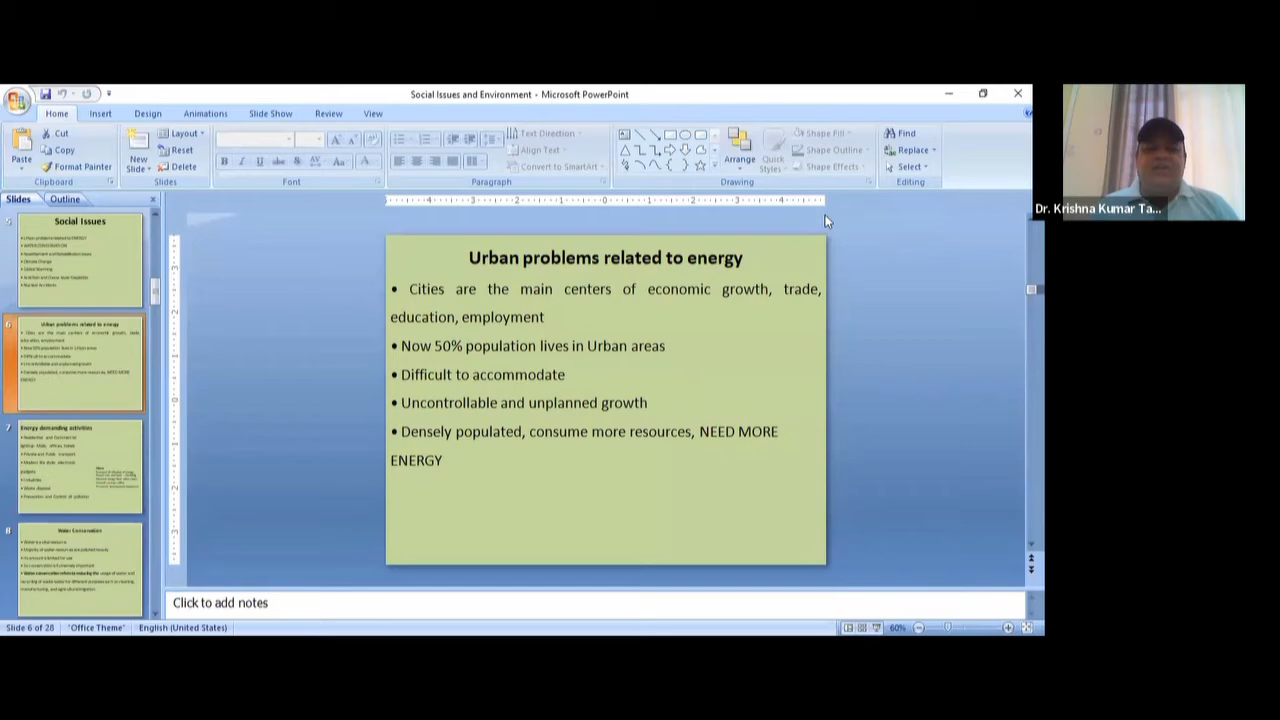 Social Issues and Environment - Microsoft PowerPoint
Home Insert Design Animations Slide Show Review View
Cut
Copy
Format Painter
Paste
Clipboard
New
Slide
Layout
Reset
Delete
Slides
Font
Text Direction
Align Text
Convert to SmartArt
Paragraph
Arrange
Quick
Styles
Shape Fill
Shape Outline
Shape Effects
Drawing
Find
Replace
Select
Editing
Slides Outline
Social Issues
6
Urban problems related to energy
7
Energy demanding activities
8
Water Conservation
Urban problems related to energy
• Cities are the main centers of economic growth, trade,
education, employment
• Now 50% population lives in Urban areas
• Difficult to accommodate
• Uncontrollable and unplanned growth
• Densely populated, consume more resources, NEED MORE
ENERGY
Click to add notes
Slide 6 of 28 "Office Theme" English (United States) 60%
Dr. Krishna Kumar Ta...